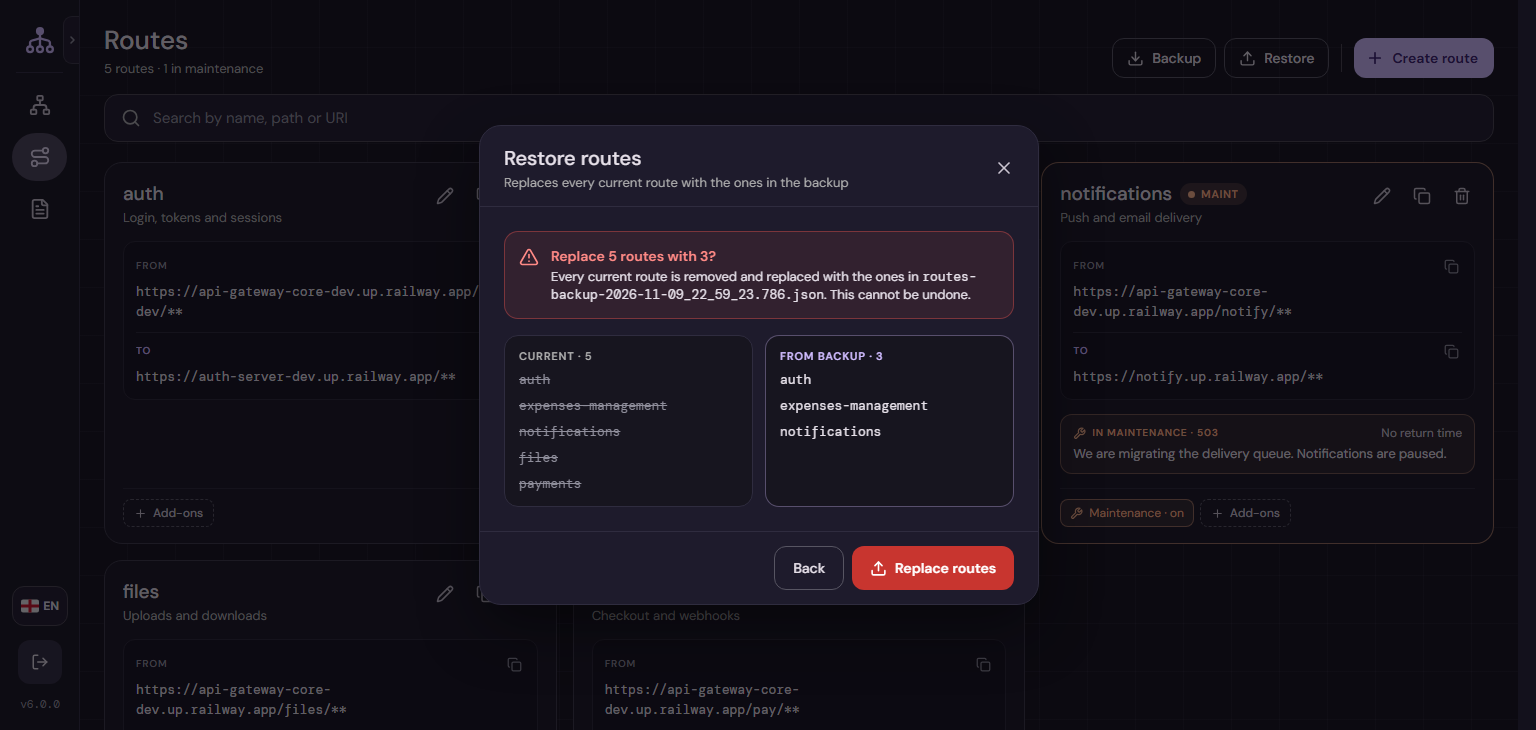 Routes
5 routes · 1 in maintenance
Backup
Restore
Create route
Search by name, path or URI
auth
Login, tokens and sessions
FROM
https://api-gateway-core-dev.up.railway.app/
dev/**
TO
https://auth-server-dev.up.railway.app/**
Add-ons
Restore routes
Replaces every current route with the ones in the backup
Replace 5 routes with 3?
Every current route is removed and replaced with the ones in routes-
backup-2026-11-09_22_59_23.786.json. This cannot be undone.
CURRENT · 5
auth
expenses-management
notifications
files
payments
FROM BACKUP · 3
auth
expenses-management
notifications
Back
Replace routes
notifications
MAINT
Push and email delivery
FROM
https://api-gateway-core-
dev.up.railway.app/notify/**
TO
https://notify.up.railway.app/**
IN MAINTENANCE · 503
No return time
We are migrating the delivery queue. Notifications are paused.
Maintenance · on
Add-ons
files
Uploads and downloads
FROM
https://api-gateway-core-
dev.up.railway.app/files/**
Checkout and webhooks
FROM
https://api-gateway-core-
dev.up.railway.app/pay/**
EN
v6.0.0